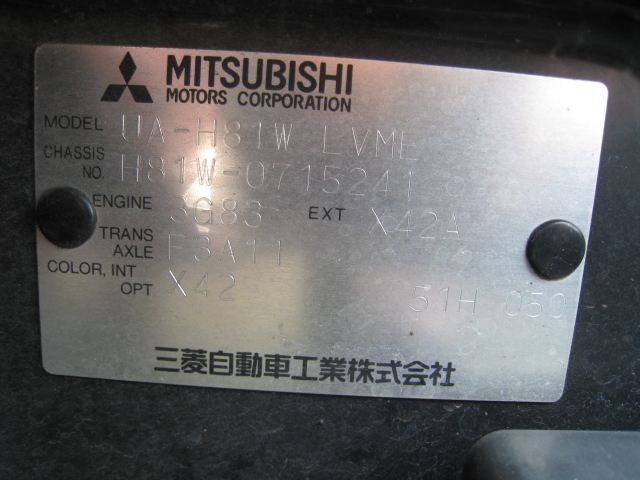 MITSUBISHI
MOTORS CORPORATION
MODEL UA-H81W LVME
CHASSIS NO. H81W-0715241
ENGINE 3G83 EXT X42A
TRANS AXLE F3A11
COLOR, INT OPT X42 51H 050
三菱自動車工業株式会社